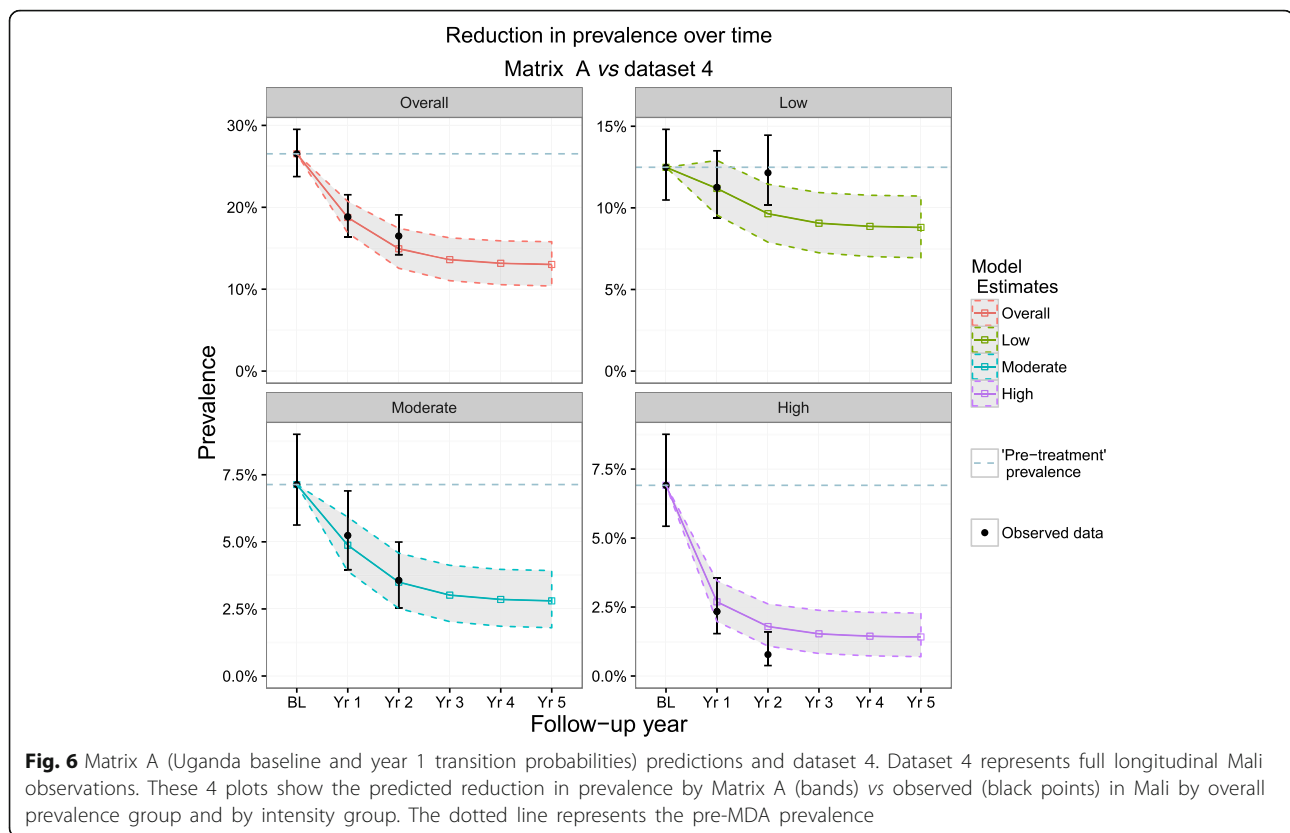 Reduction in prevalence over time
Matrix A vs dataset 4
Overall
Low
30%
20%
10%
0%
15%
10%
5%
0%
Prevalence
Moderate
High
7.5%
5.0%
2.5%
0.0%
7.5%
5.0%
2.5%
0.0%
BL Yr 1 Yr 2 Yr 3 Yr 4 Yr 5
BL Yr 1 Yr 2 Yr 3 Yr 4 Yr 5
Follow−up year
Model
Estimates
Overall
Low
Moderate
High
'Pre−treatment'
prevalence
Observed data
Fig. 6 Matrix A (Uganda baseline and year 1 transition probabilities) predictions and dataset 4. Dataset 4 represents full longitudinal Mali
observations. These 4 plots show the predicted reduction in prevalence by Matrix A (bands) vs observed (black points) in Mali by overall
prevalence group and by intensity group. The dotted line represents the pre-MDA prevalence